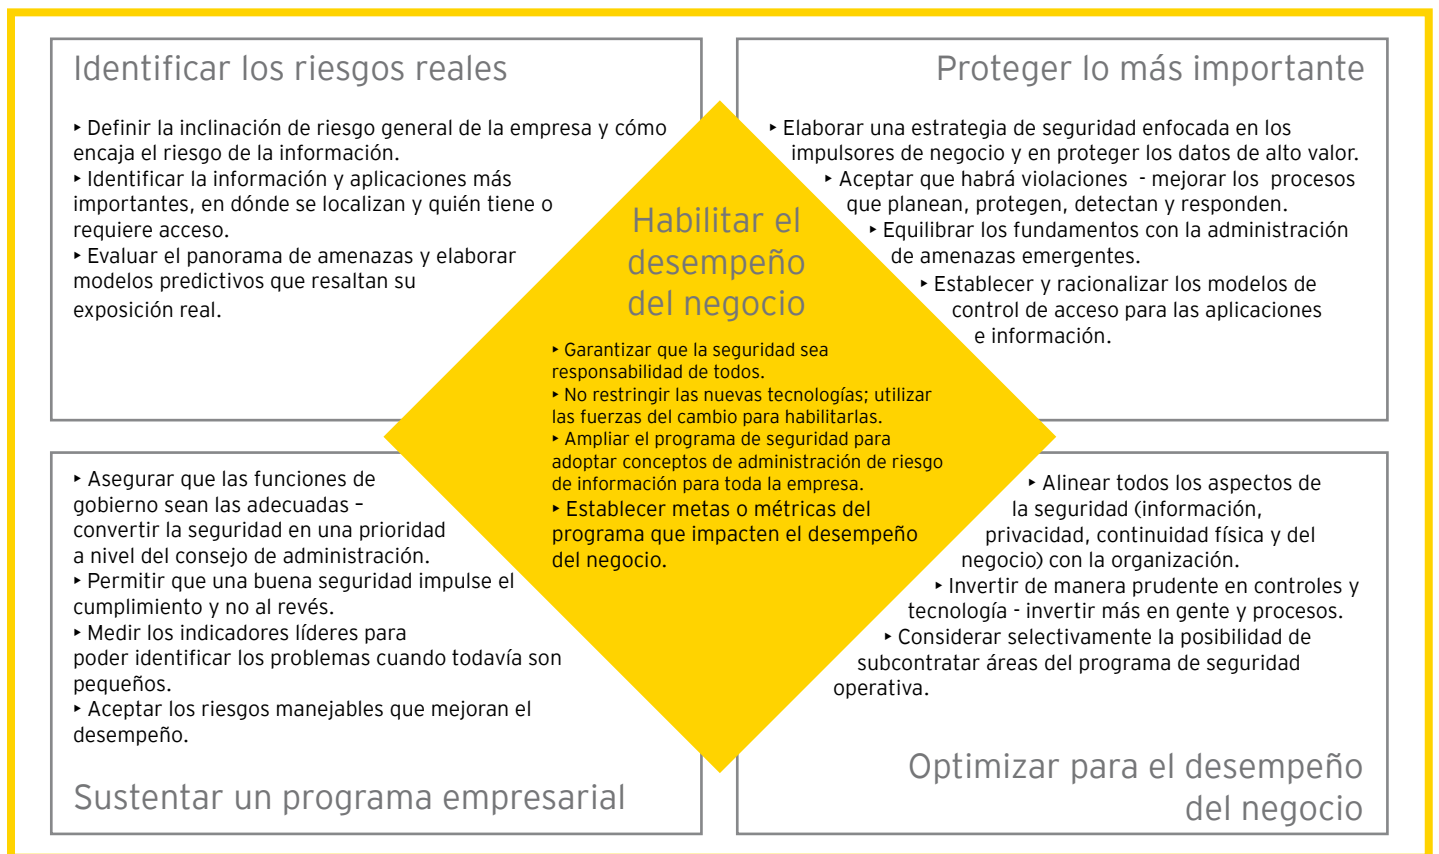 Identificar los riesgos reales
‣ Definir la inclinación de riesgo general de la empresa y cómo
encaja el riesgo de la información.
‣ Identificar la información y aplicaciones más
importantes, en dónde se localizan y quién tiene o
requiere acceso.
‣ Evaluar el panorama de amenazas y elaborar
modelos predictivos que resaltan su
exposición real.
Proteger lo más importante
‣ Elaborar una estrategia de seguridad enfocada en los
impulsores de negocio y en proteger los datos de alto valor.
‣ Aceptar que habrá violaciones - mejorar los procesos
que planean, protegen, detectan y responden.
‣ Equilibrar los fundamentos con la administración
de amenazas emergentes.
‣ Establecer y racionalizar los modelos de
control de acceso para las aplicaciones
e información.
Habilitar el
desempeño
del negocio
‣ Garantizar que la seguridad sea
responsabilidad de todos.
‣ No restringir las nuevas tecnologías; utilizar
las fuerzas del cambio para habilitarlas.
‣ Ampliar el programa de seguridad para
adoptar conceptos de administración de riesgo
de información para toda la empresa.
‣ Establecer metas o métricas del
programa que impacten el desempeño
del negocio.
‣ Asegurar que las funciones de
gobierno sean las adecuadas –
convertir la seguridad en una prioridad
a nivel del consejo de administración.
‣ Permitir que una buena seguridad impulse el
cumplimiento y no al revés.
‣ Medir los indicadores líderes para
poder identificar los problemas cuando todavía son
pequeños.
‣ Aceptar los riesgos manejables que mejoran el
desempeño.
Sustentar un programa empresarial
‣ Alinear todos los aspectos de
la seguridad (información,
privacidad, continuidad física y del
negocio) con la organización.
‣ Invertir de manera prudente en controles y
tecnología - invertir más en gente y procesos.
‣ Considerar selectivamente la posibilidad de
subcontratar áreas del programa de seguridad
operativa.
Optimizar para el desempeño
del negocio